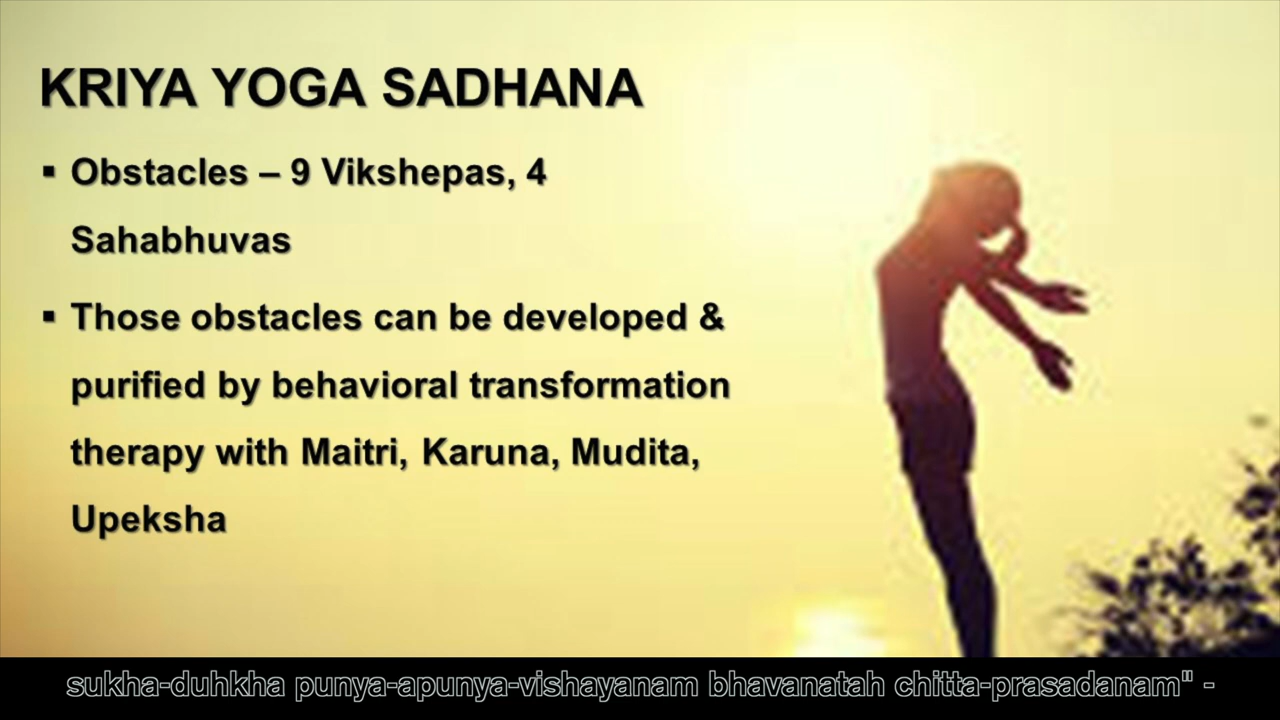 KRIYA YOGA SADHANA
▪ Obstacles – 9 Vikshepas, 4
Sahabhuvas
▪ Those obstacles can be developed &
purified by behavioral transformation
therapy with Maitri, Karuna, Mudita,
Upeksha
sukha-duhkha punya-apunya-vishayanam bhavanatah chitta-prasadanam" -